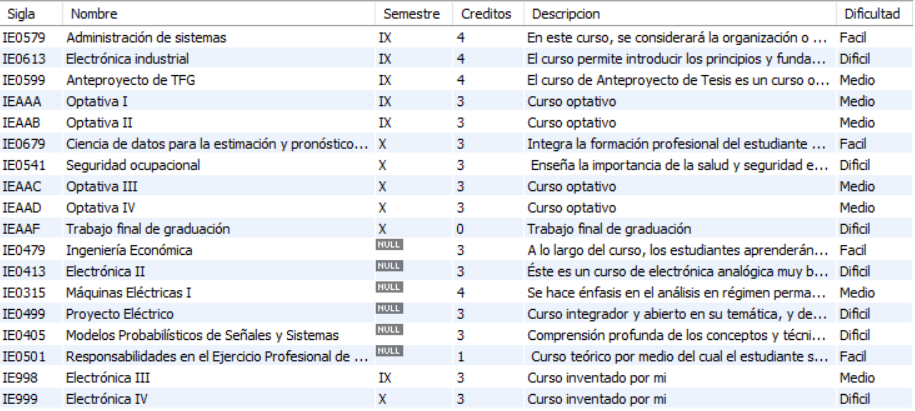 Sigla Nombre Semestre Creditos Descripcion Dificultad
IE0579 Administración de sistemas IX 4 En este curso, se considerará la organización o ... Facil
IE0613 Electrónica industrial IX 4 El curso permite introducir los principios y funda... Dificil
IE0599 Anteproyecto de TFG IX 4 El curso de Anteproyecto de Tesis es un curso o... Medio
IEAAA Optativa I IX 3 Curso optativo Medio
IEAAB Optativa II IX 3 Curso optativo Medio
IE0679 Ciencia de datos para la estimación y pronóstico... X 3 Integra la formación profesional del estudiante ... Facil
IE0541 Seguridad ocupacional X 3 Enseña la importancia de la salud y seguridad e... Dificil
IEAAC Optativa III X 3 Curso optativo Medio
IEAAD Optativa IV X 3 Curso optativo Medio
IEAAF Trabajo final de graduación X 0 Trabajo final de graduación Dificil
IE0479 Ingeniería Económica NULL 3 A lo largo del curso, los estudiantes aprenderán... Facil
IE0413 Electrónica II NULL 3 Éste es un curso de electrónica analógica muy b... Dificil
IE0315 Máquinas Eléctricas I NULL 4 Se hace énfasis en el análisis en régimen perma... Medio
IE0499 Proyecto Eléctrico NULL 3 Curso integrador y abierto en su temática, y de... Dificil
IE0405 Modelos Probabilísticos de Señales y Sistemas NULL 3 Comprensión profunda de los conceptos y técni... Dificil
IE0501 Responsabilidades en el Ejercicio Profesional de ... NULL 1 Curso teórico por medio del cual el estudiante s... Facil
IE998 Electrónica III IX 3 Curso inventado por mi Medio
IE999 Electrónica IV X 3 Curso inventado por mi Dificil